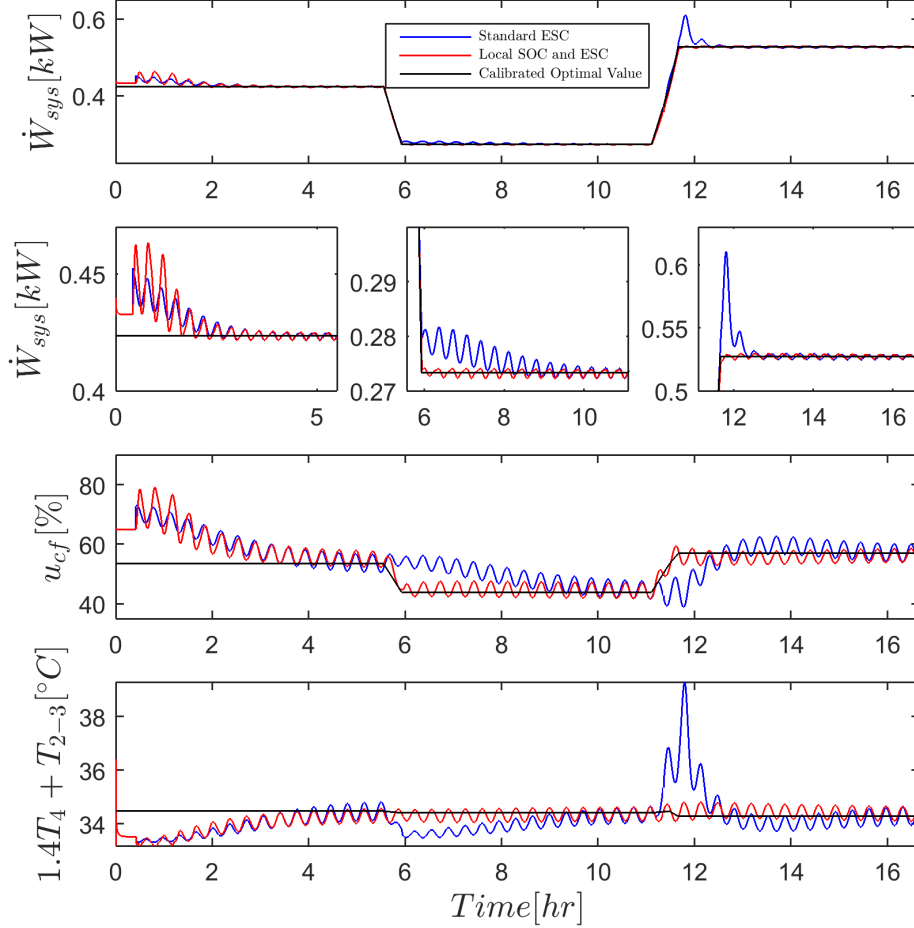 Ẇsys[kW]
0.6
0.4
Standard ESC
Local SOC and ESC
Calibrated Optimal Value
0 2 4 6 8 10 12 14 16
Ẇsys[kW]
0.45
0.4
0 5
0.29
0.28
0.27
6 8 10
0.6
0.55
0.5
12 14 16
ucf[%]
80
60
40
0 2 4 6 8 10 12 14 16
1.4T4 + T2−3[°C]
38
36
34
0 2 4 6 8 10 12 14 16
Time[hr]